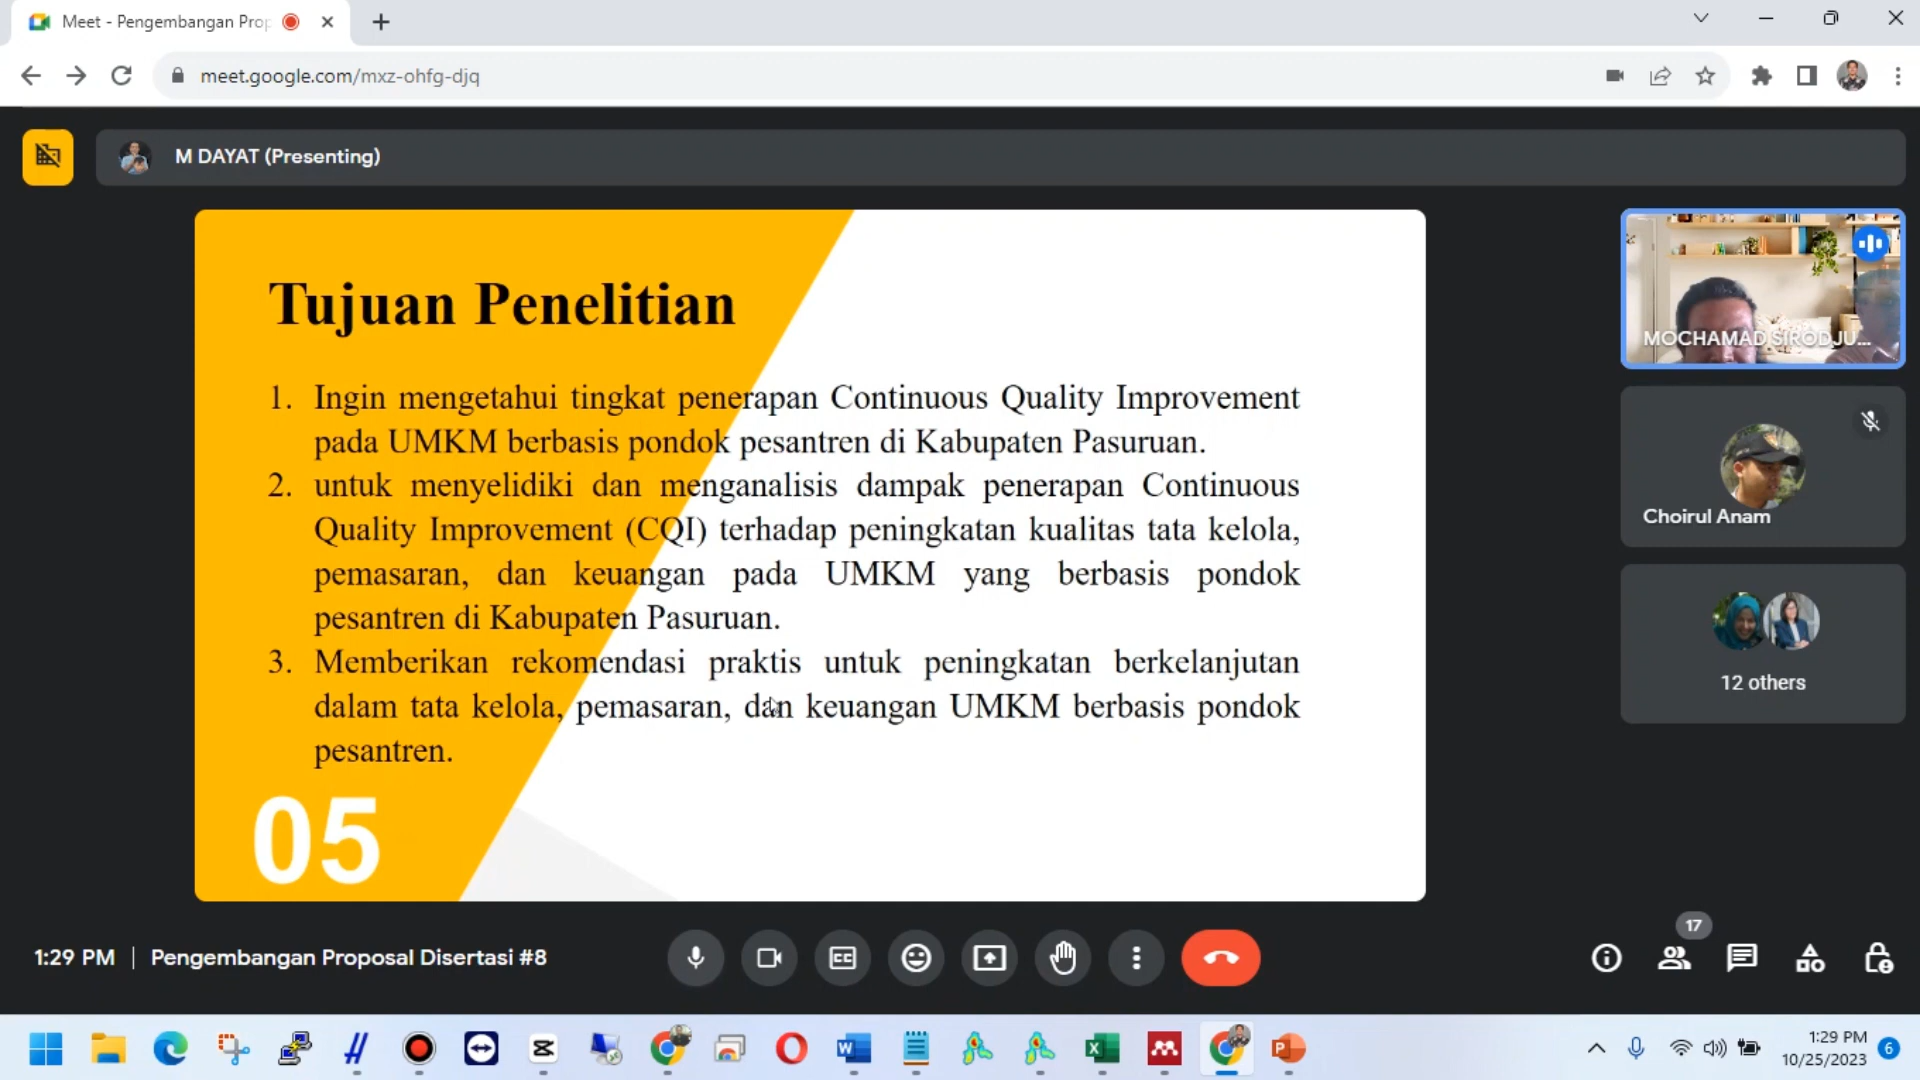 Meet - Pengembangan Prop
meet.google.com/mxz-ohfg-djq
M DAYAT (Presenting)
Tujuan Penelitian
1. Ingin mengetahui tingkat penerapan Continuous Quality Improvement
pada UMKM berbasis pondok pesantren di Kabupaten Pasuruan.
2. untuk menyelidiki dan menganalisis dampak penerapan Continuous
Quality Improvement (CQI) terhadap peningkatan kualitas tata kelola,
pemasaran, dan keuangan pada UMKM yang berbasis pondok
pesantren di Kabupaten Pasuruan.
3. Memberikan rekomendasi praktis untuk peningkatan berkelanjutan
dalam tata kelola, pemasaran, dan keuangan UMKM berbasis pondok
pesantren.
05
MOCHAMAD SIRODJU...
Choirul Anam
12 others
1:29 PM | Pengembangan Proposal Disertasi #8
CC
17
W
X
P
1:29 PM
10/25/2023
6